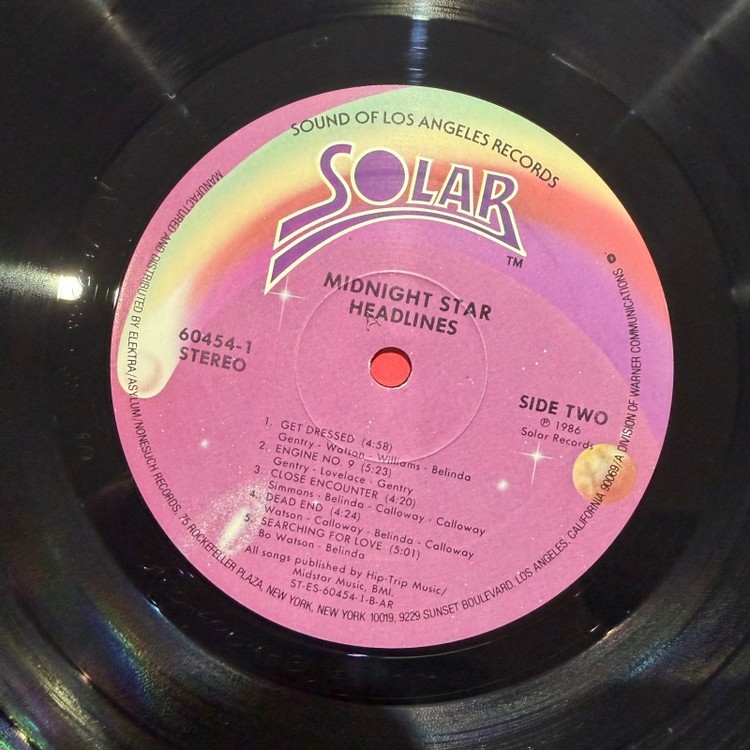 SOUND OF LOS ANGELES RECORDS
SOLAR
TM
MIDNIGHT STAR
HEADLINES
60454-1
STEREO
SIDE TWO
℗ 1986
Solar Records
1. GET DRESSED (4:58)
Gentry - Watson - Williams - Belinda
2. ENGINE NO. 9 (5:23)
Gentry - Lovelace - Gentry
3. CLOSE ENCOUNTER (4:20)
Simmons - Belinda - Calloway - Calloway
4. DEAD END (4:24)
Watson - Calloway - Belinda - Calloway
5. SEARCHING FOR LOVE (5:01)
Bo Watson - Belinda
All songs published by Hip-Trip Music/
Midstar Music, BMI.
ST-ES-60454-1-B-AR
MANUFACTURED AND DISTRIBUTED BY ELEKTRA/ASYLUM/NONESUCH RECORDS, 75 ROCKEFELLER PLAZA, NEW YORK, NEW YORK 10019, 9229 SUNSET BOULEVARD, LOS ANGELES, CALIFORNIA 90069/A DIVISION OF WARNER COMMUNICATIONS